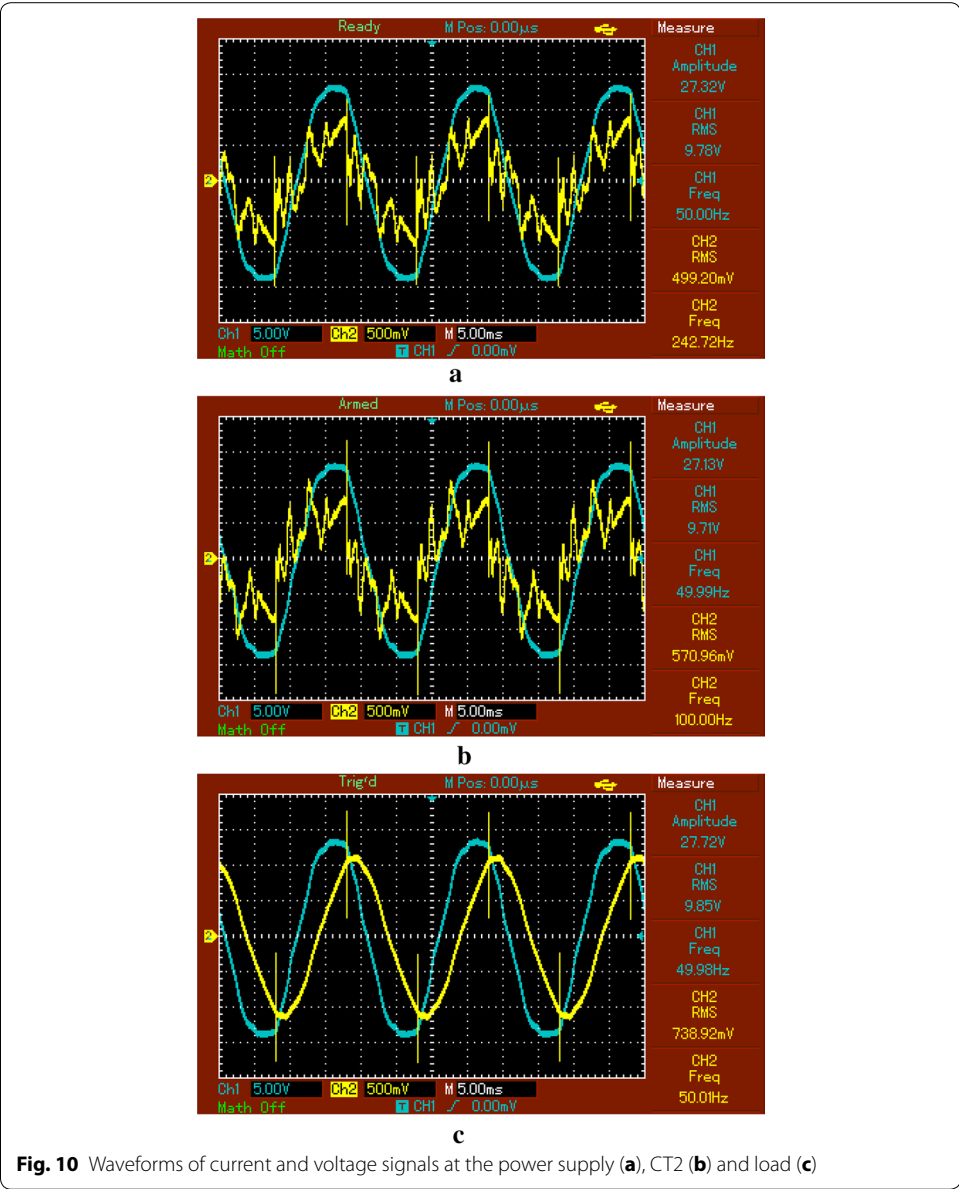 Ready M Pos: 0.00µs Measure
CH1
Amplitude
27.32V
CH1
RMS
9.78V
CH1
Freq
50.00Hz
CH2
RMS
499.20mV
CH2
Freq
242.72Hz
2
Ch1 5.00V Ch2 500mV M 5.00ms
Math Off T CH1 0.00mV
a
Armed M Pos: 0.00µs Measure
CH1
Amplitude
27.13V
CH1
RMS
9.71V
CH1
Freq
49.99Hz
CH2
RMS
570.96mV
CH2
Freq
100.00Hz
2
Ch1 5.00V Ch2 500mV M 5.00ms
Math Off T CH1 0.00mV
b
Trig'd M Pos: 0.00µs Measure
CH1
Amplitude
27.72V
CH1
RMS
9.85V
CH1
Freq
49.98Hz
CH2
RMS
738.92mV
CH2
Freq
50.01Hz
2
Ch1 5.00V Ch2 500mV M 5.00ms
Math Off T CH1 0.00mV
c
Fig. 10 Waveforms of current and voltage signals at the power supply (a), CT2 (b) and load (c)